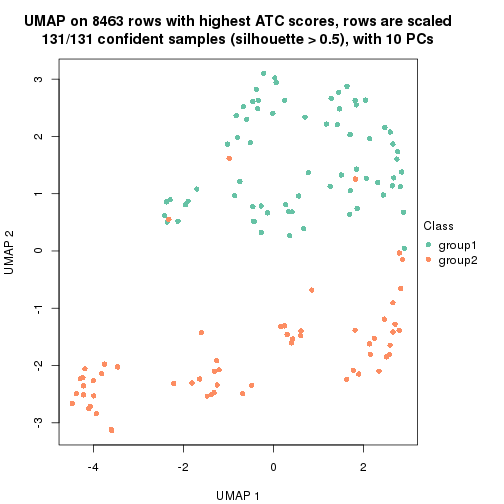 UMAP on 8463 rows with highest ATC scores, rows are scaled
131/131 confident samples (silhouette > 0.5), with 10 PCs
3
2
1
0
-1
-2
-3
UMAP 2
-4
-2
0
2
UMAP 1
Class
group1
group2